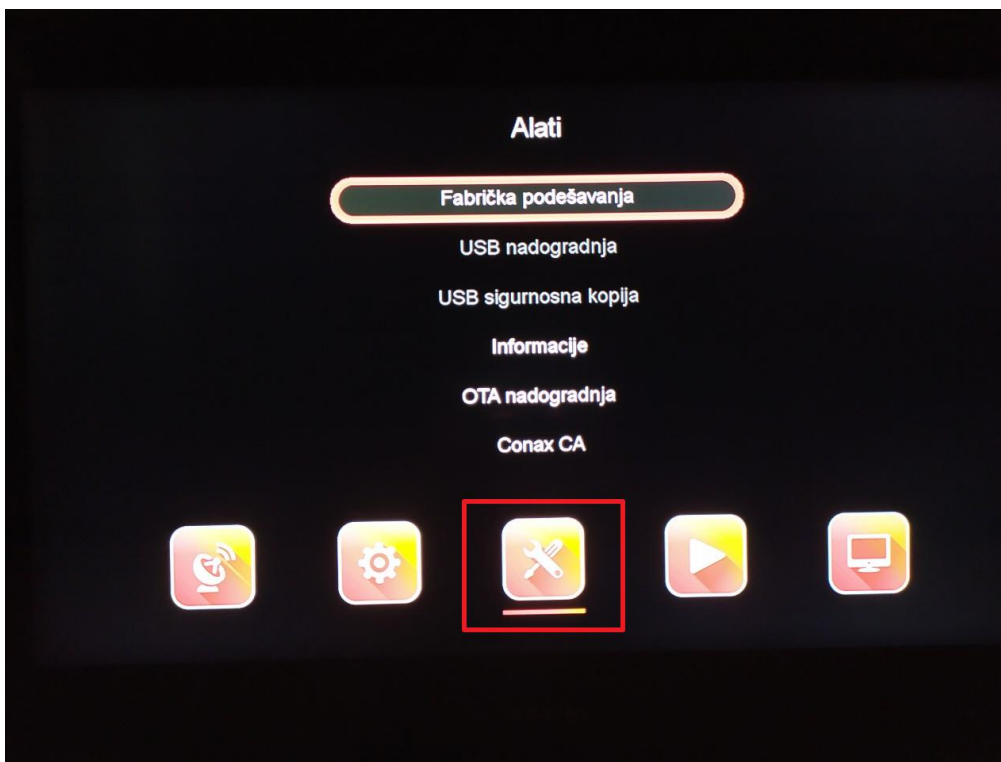 Alati
Fabrička podešavanja
USB nadogradnja
USB sigurnosna kopija
Informacije
OTA nadogradnja
Conax CA